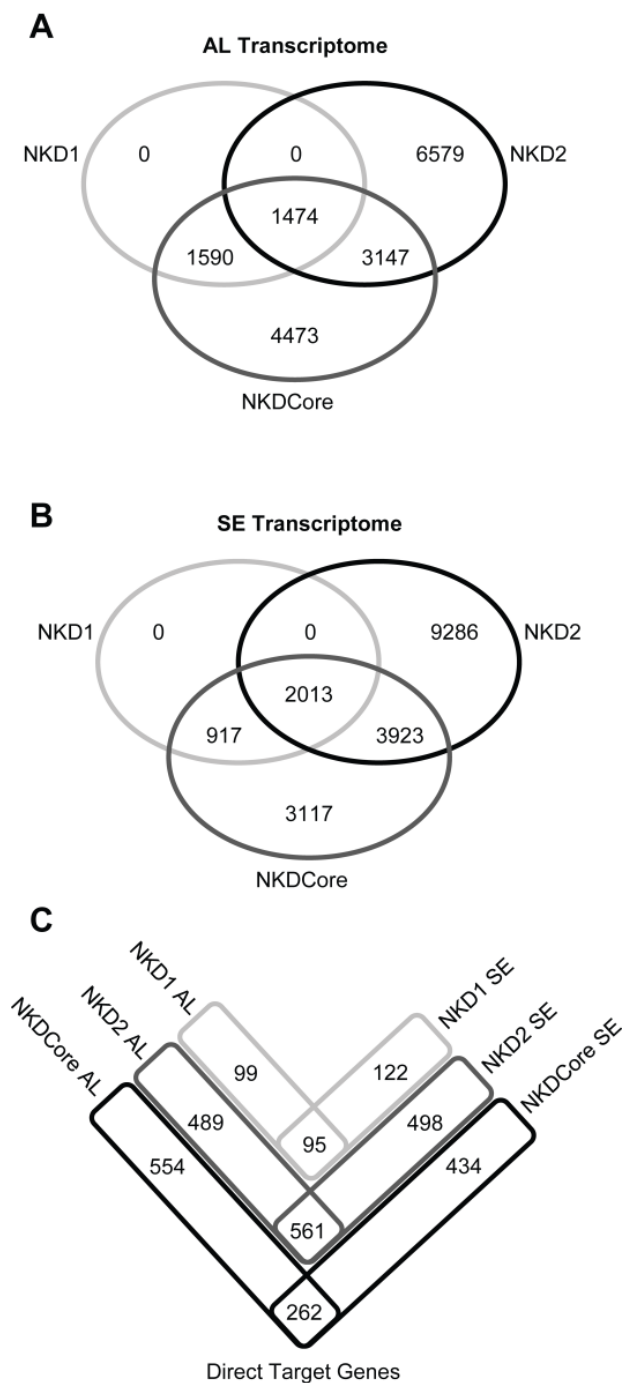 A
AL Transcriptome
NKD1
0
0
6579
NKD2
1474
1590
3147
4473
NKDCore
B
SE Transcriptome
NKD1
0
0
9286
NKD2
2013
917
3923
3117
NKDCore
C
NKDCore AL
NKD2 AL
NKD1 AL
NKD1 SE
NKD2 SE
NKDCore SE
99
122
489
95
498
554
434
561
262
Direct Target Genes